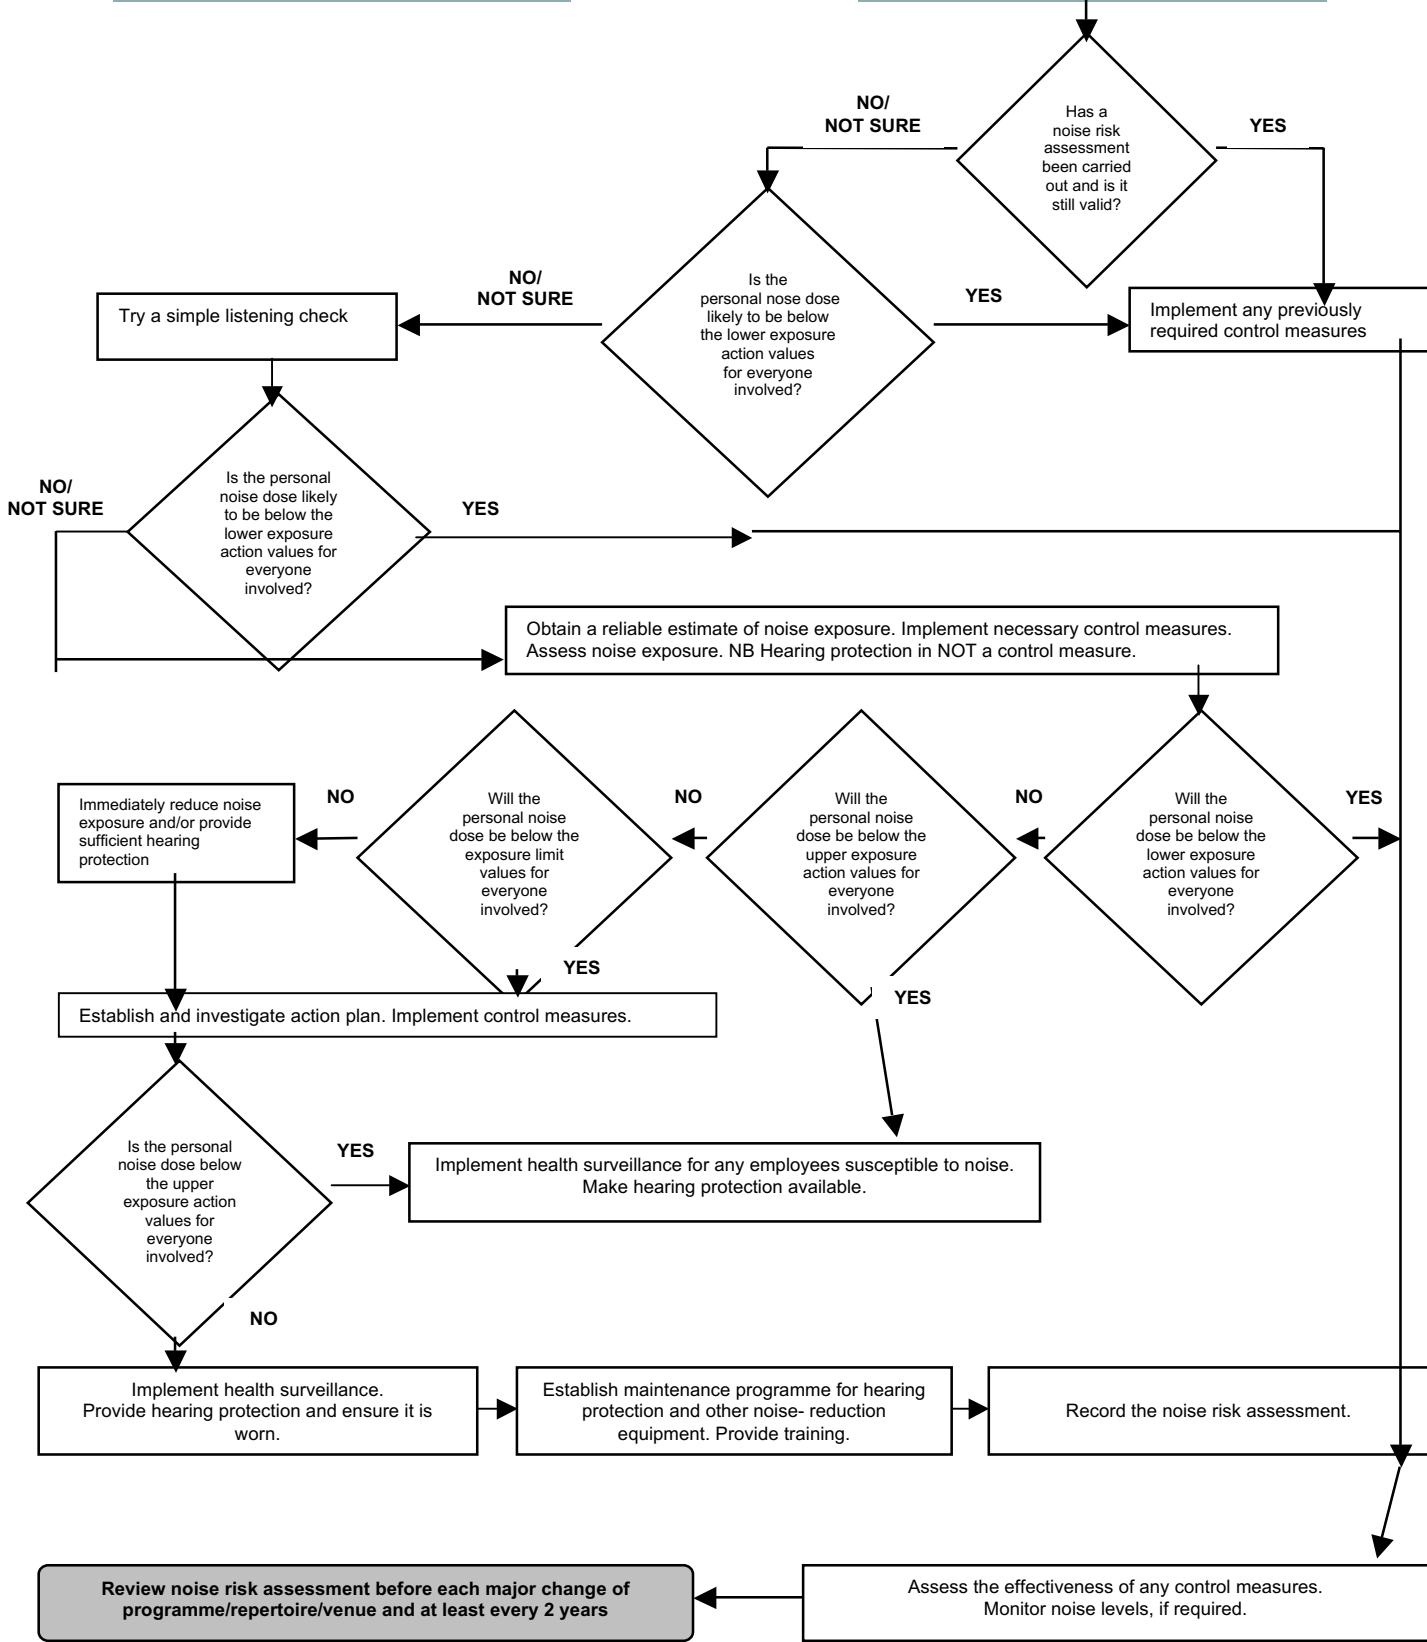 NO/
NOT SURE
Has a
noise risk
assessment
been carried
out and is it
still valid?
YES
NO/
NOT SURE
Is the
personal nose dose
likely to be below
the lower exposure
action values
for everyone
involved?
YES
Try a simple listening check
Implement any previously
required control measures
NO/
NOT SURE
Is the personal
noise dose likely
to be below the
lower exposure
action values for
everyone
involved?
YES
Obtain a reliable estimate of noise exposure. Implement necessary control measures.
Assess noise exposure. NB Hearing protection in NOT a control measure.
Immediately reduce noise
exposure and/or provide
sufficient hearing
protection
NO
Will the
personal noise
dose be below the
exposure limit
values for
everyone
involved?
NO
Will the
personal noise
dose be below the
upper exposure
action values for
everyone
involved?
NO
Will the
personal noise
dose be below the
lower exposure
action values for
everyone
involved?
YES
YES
YES
Establish and investigate action plan. Implement control measures.
Is the personal
noise dose below
the upper
exposure action
values for
everyone
involved?
YES
Implement health surveillance for any employees susceptible to noise.
Make hearing protection available.
NO
Implement health surveillance.
Provide hearing protection and ensure it is
worn.
Establish maintenance programme for hearing
protection and other noise- reduction
equipment. Provide training.
Record the noise risk assessment.
Review noise risk assessment before each major change of
programme/repertoire/venue and at least every 2 years
Assess the effectiveness of any control measures.
Monitor noise levels, if required.